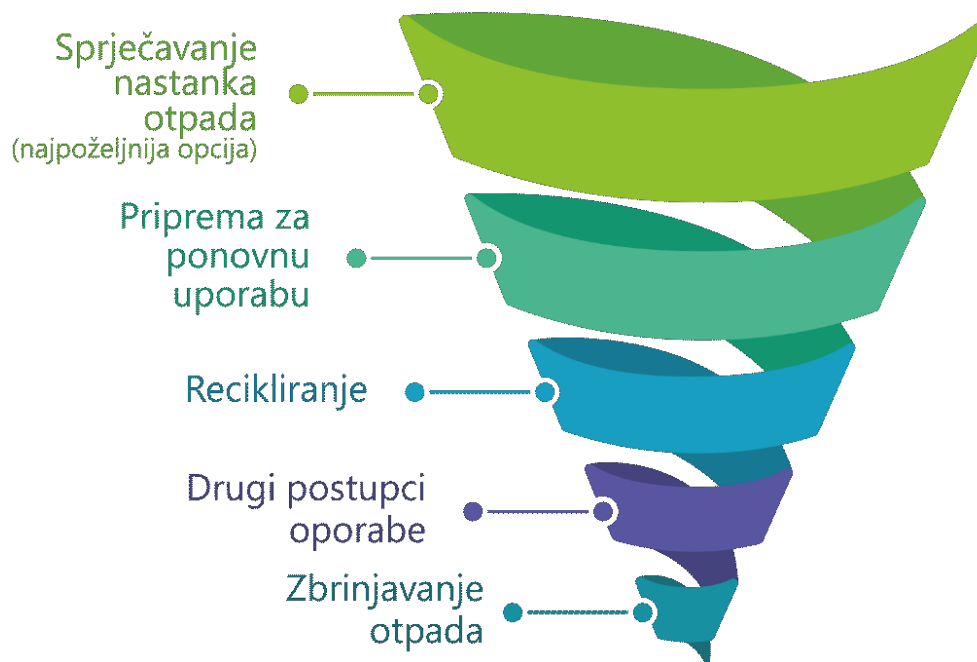 Sprječavanje
nastanka
otpada
(najpoželjnija opcija)
Priprema za
ponovnu
uporabu
Recikliranje
Drugi postupci
oporabe
Zbrinjavanje
otpada